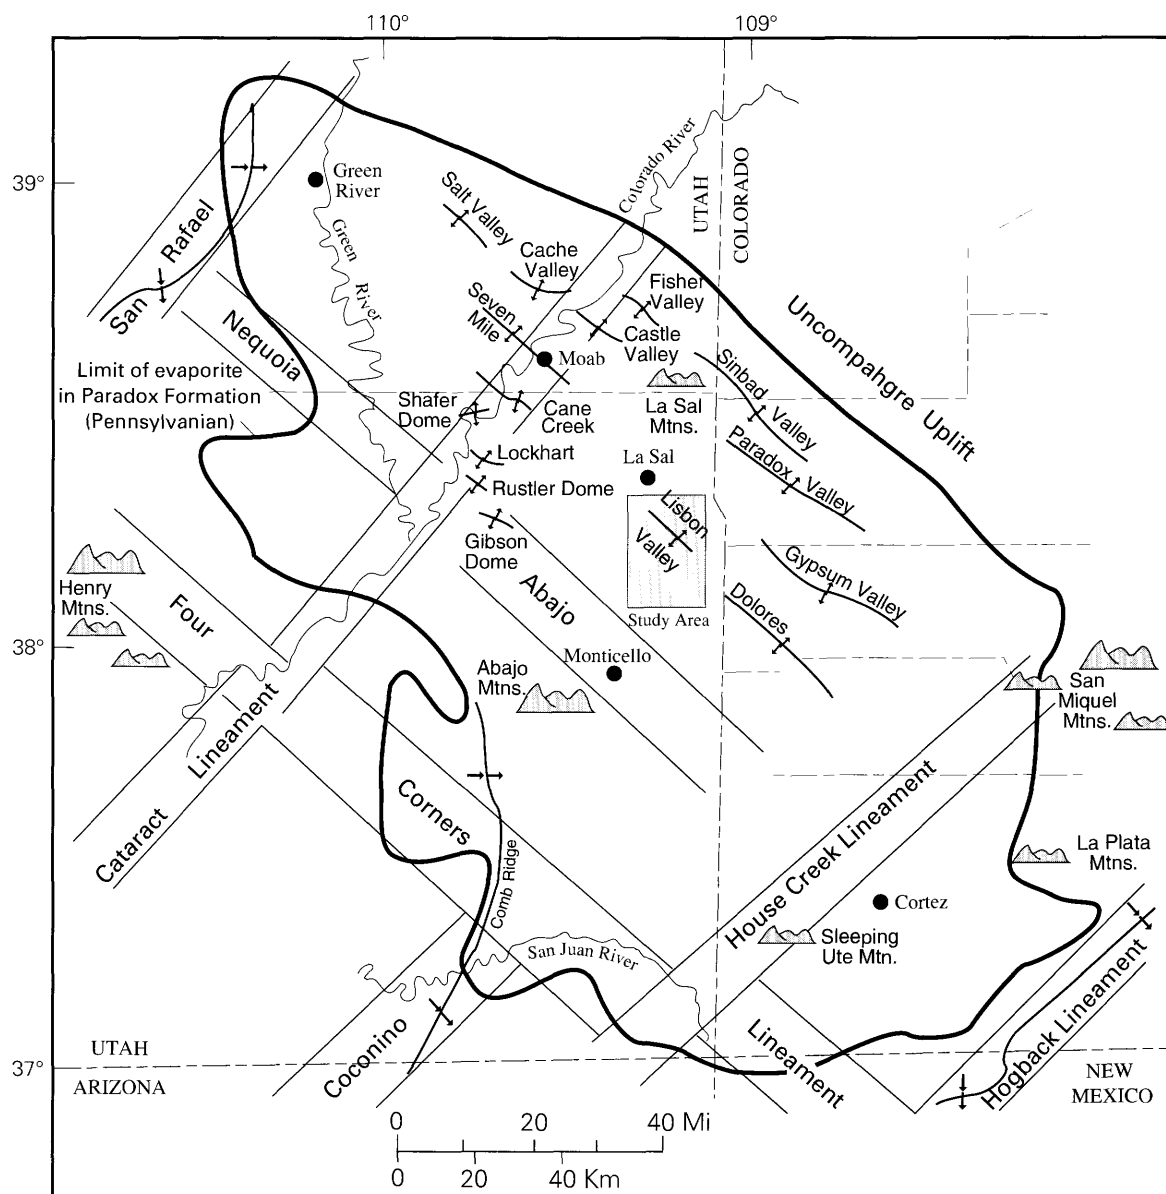 110°
109°
39°
38°
37°
Green
River
Green
River
Salt Valley
Colorado River
UTAH
COLORADO
San Rafael
Cache
Valley
Fisher
Valley
Seven
Mile
Castle
Valley
Moab
Nequoia
Limit of evaporite
in Paradox Formation
(Pennsylvanian)
Uncompahgre Uplift
Sinbad Valley
Shafer
Dome
Cane
Creek
La Sal
Mtns.
Paradox Valley
Lockhart
La Sal
Rustler Dome
Lisbon
Valley
Gibson
Dome
Gypsum Valley
Henry
Mtns.
Four
Abajo
Dolores
Study Area
Monticello
Abajo
Mtns.
San
Miquel
Mtns.
Cataract Lineament
Corners
House Creek Lineament
La Plata
Mtns.
Comb Ridge
Cortez
San Juan River
Sleeping
Ute Mtn.
Coconino
Lineament
Hogback Lineament
UTAH
ARIZONA
NEW
MEXICO
0 20 40 Mi
0 20 40 Km